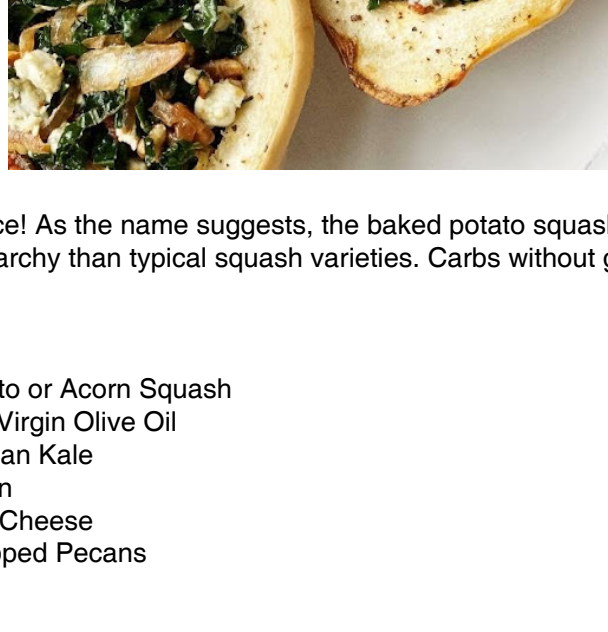 ce! As the name suggests, the baked potato squash
archy than typical squash varieties. Carbs without g
to or Acorn Squash
Virgin Olive Oil
an Kale
n
Cheese
pped Pecans